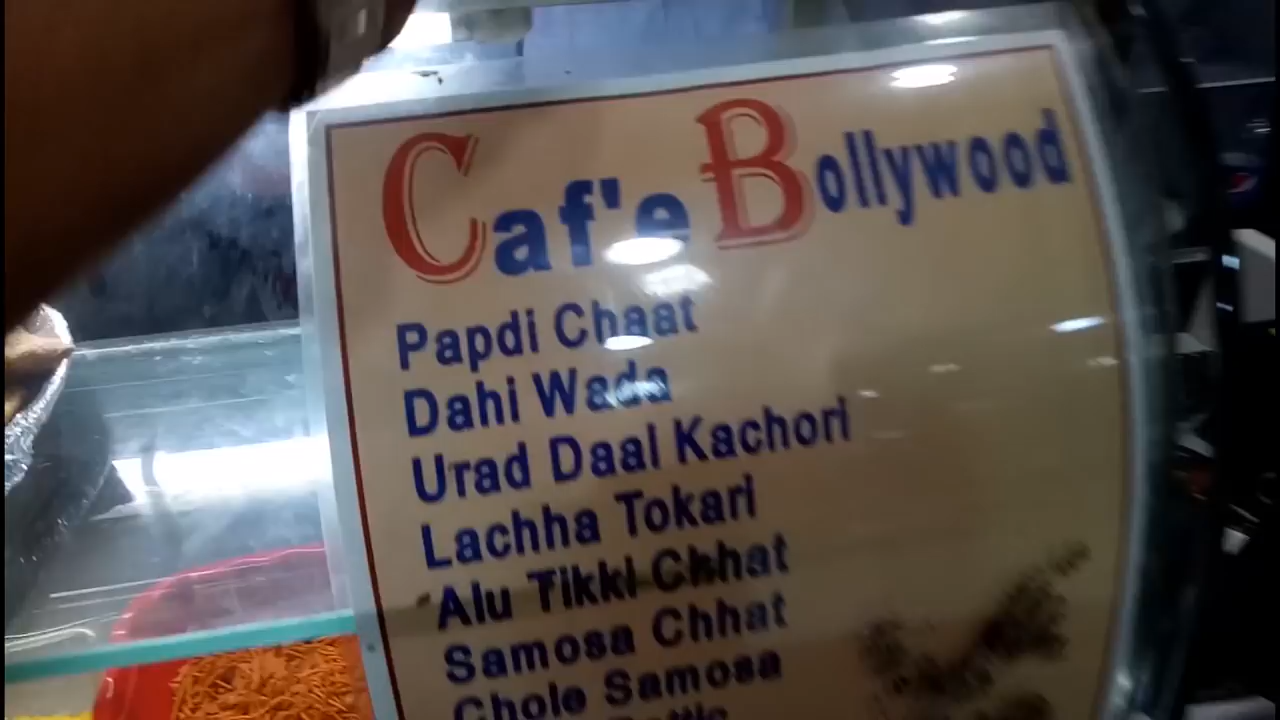 Caf'e Bollywood
Papdi Chaat
Dahi Wada
Urad Daal Kachori
Lachha Tokari
Alu Tikki Chhat
Samosa Chhat
Chole Samosa